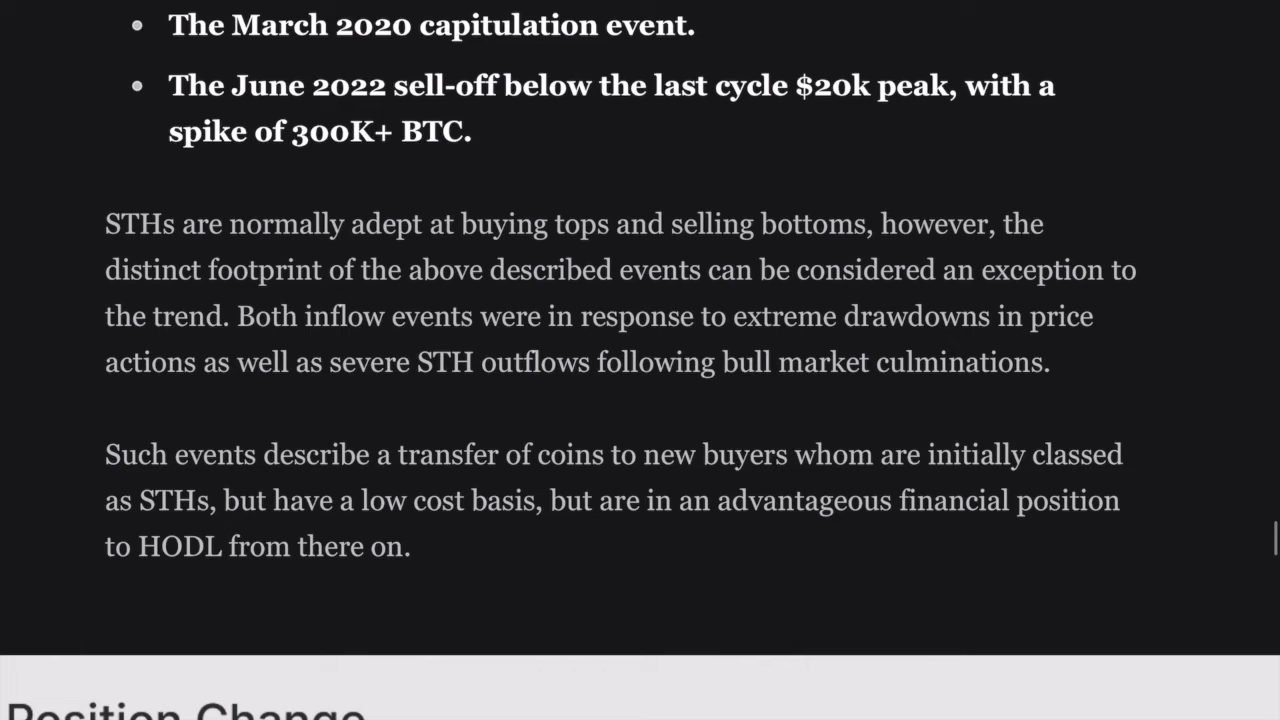 • The March 2020 capitulation event.
• The June 2022 sell-off below the last cycle $20k peak, with a
spike of 300K+ BTC.
STHs are normally adept at buying tops and selling bottoms, however, the
distinct footprint of the above described events can be considered an exception to
the trend. Both inflow events were in response to extreme drawdowns in price
actions as well as severe STH outflows following bull market culminations.
Such events describe a transfer of coins to new buyers whom are initially classed
as STHs, but have a low cost basis, but are in an advantageous financial position
to HODL from there on.
Position Change